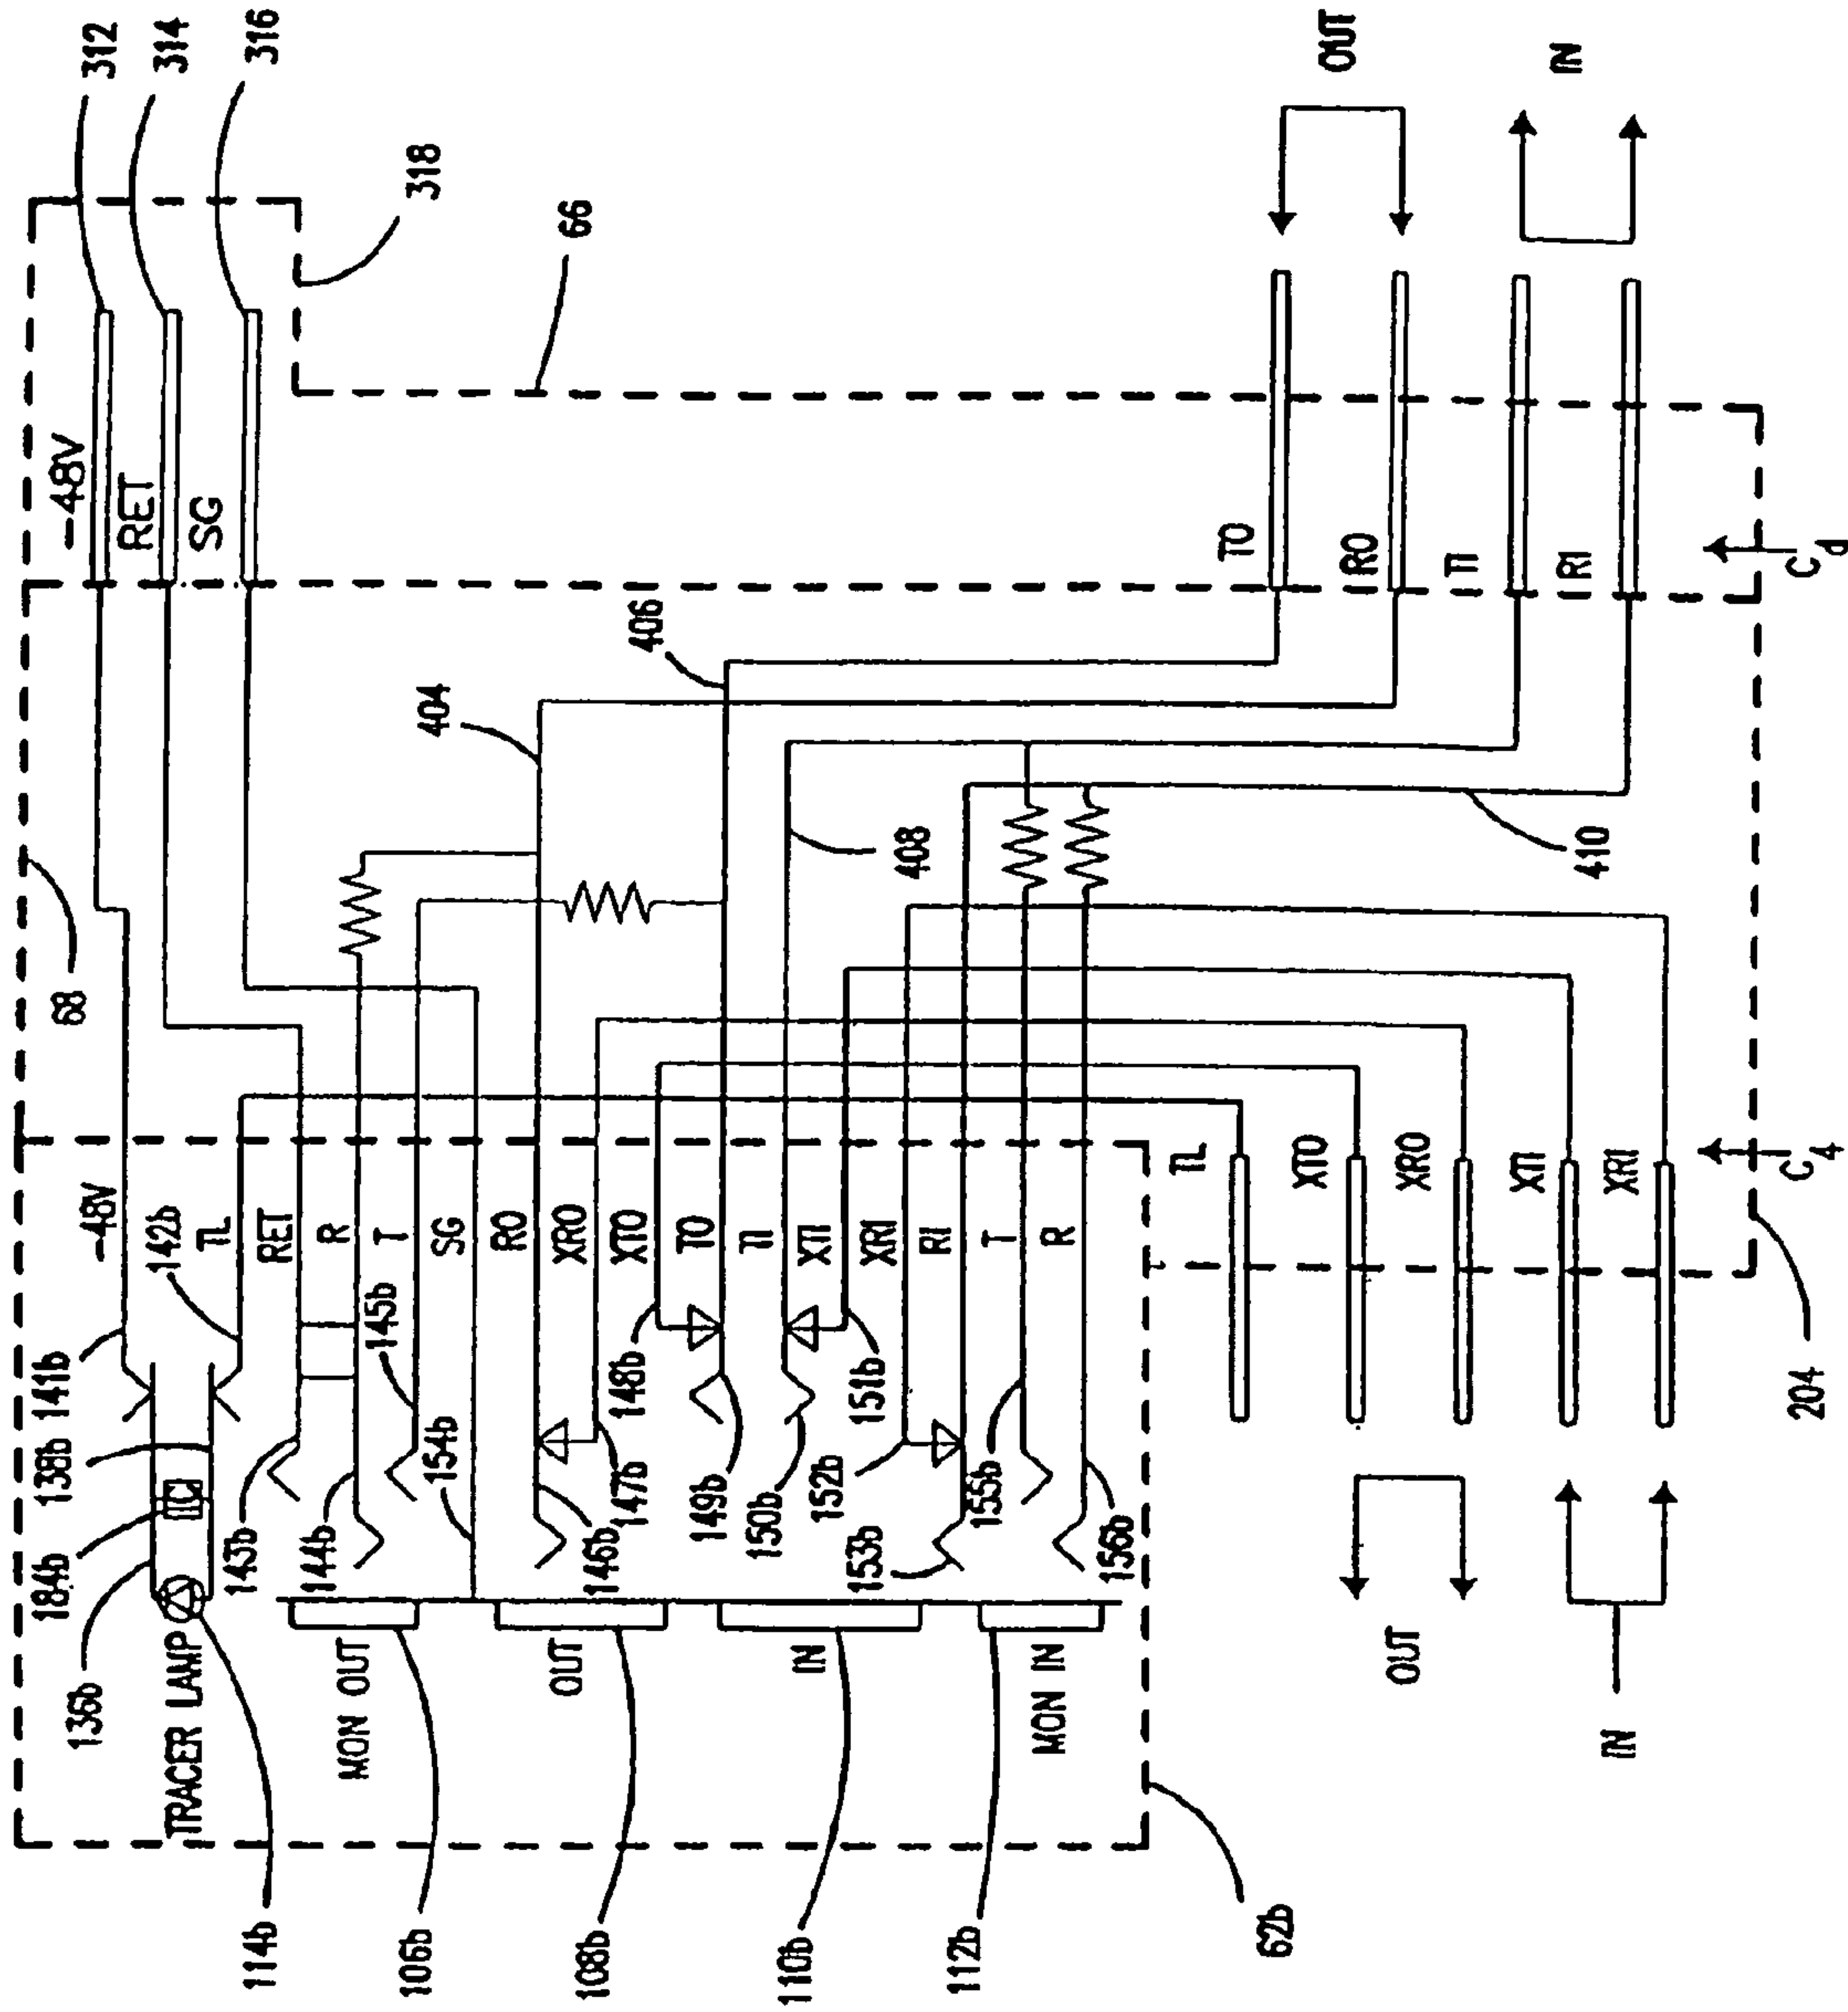 312
314
316
318
66
-48V
RET
SG
OUT
IN
TO
RO
TI
RI
C
d
406
404
408
410
68
-48V
TL
142b
RET
R
T
145b
SG
RO
XRO
XTO
TO
TI
XTI
XRI
RI
T
R
TL
XTO
XRO
XTI
XRI
C
4
204
141b
138b
184b
136b
143b
144b
154b
146b
147b
148b
149b
150b
151b
152b
153b
155b
156b
TRACER LAMP
MON OUT
OUT
IN
MON IN
OUT
IN
114b
106b
108b
110b
112b
62b